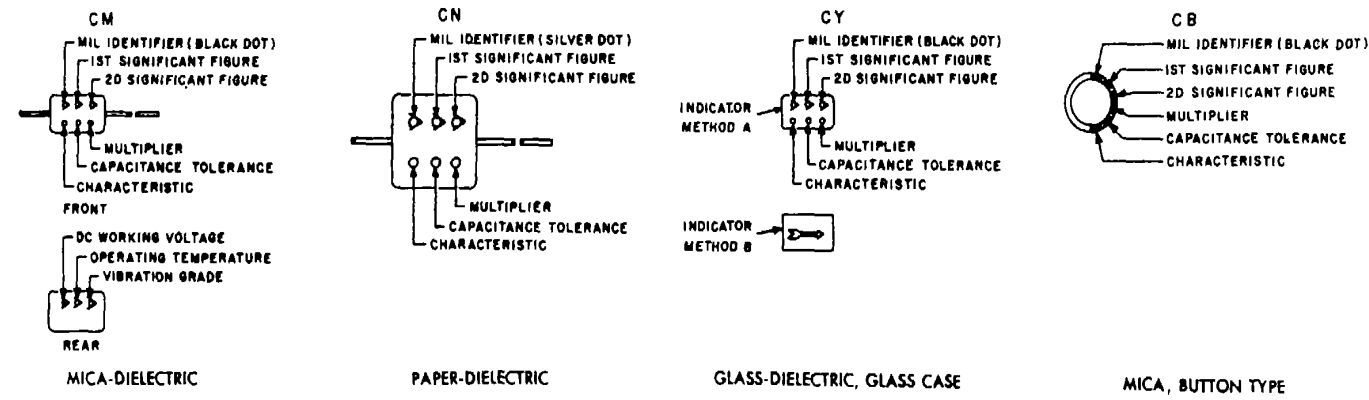 CM
MIL IDENTIFIER (BLACK DOT)
1ST SIGNIFICANT FIGURE
2D SIGNIFICANT FIGURE
MULTIPLIER
CAPACITANCE TOLERANCE
CHARACTERISTIC
FRONT
DC WORKING VOLTAGE
OPERATING TEMPERATURE
VIBRATION GRADE
REAR
MICA-DIELECTRIC
CN
MIL IDENTIFIER (SILVER DOT)
1ST SIGNIFICANT FIGURE
2D SIGNIFICANT FIGURE
MULTIPLIER
CAPACITANCE TOLERANCE
CHARACTERISTIC
PAPER-DIELECTRIC
CY
MIL IDENTIFIER (BLACK DOT)
1ST SIGNIFICANT FIGURE
2D SIGNIFICANT FIGURE
INDICATOR
METHOD A
MULTIPLIER
CAPACITANCE TOLERANCE
CHARACTERISTIC
INDICATOR
METHOD B
GLASS-DIELECTRIC, GLASS CASE
CB
MIL IDENTIFIER (BLACK DOT)
1ST SIGNIFICANT FIGURE
2D SIGNIFICANT FIGURE
MULTIPLIER
CAPACITANCE TOLERANCE
CHARACTERISTIC
MICA, BUTTON TYPE